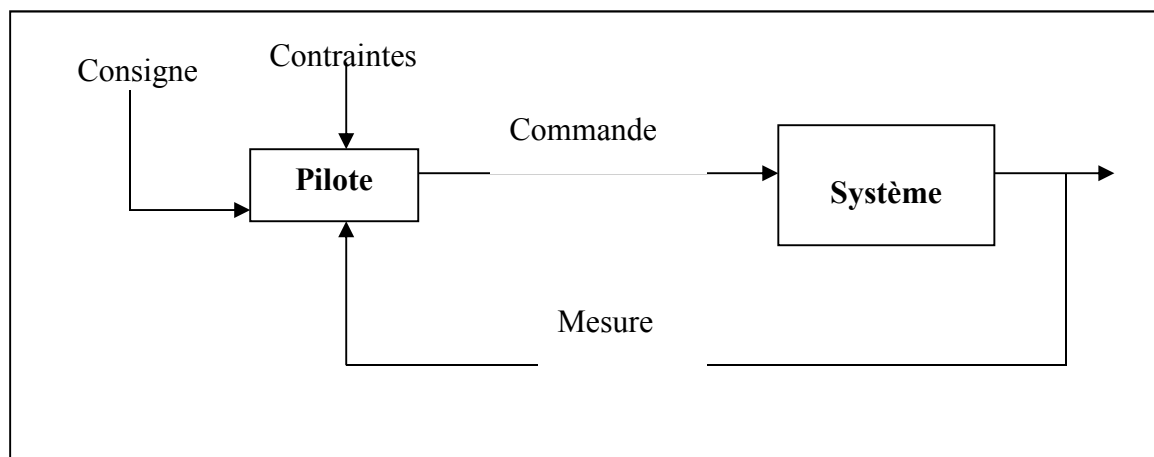 Contraintes
Consigne
Commande
Pilote
Système
Mesure